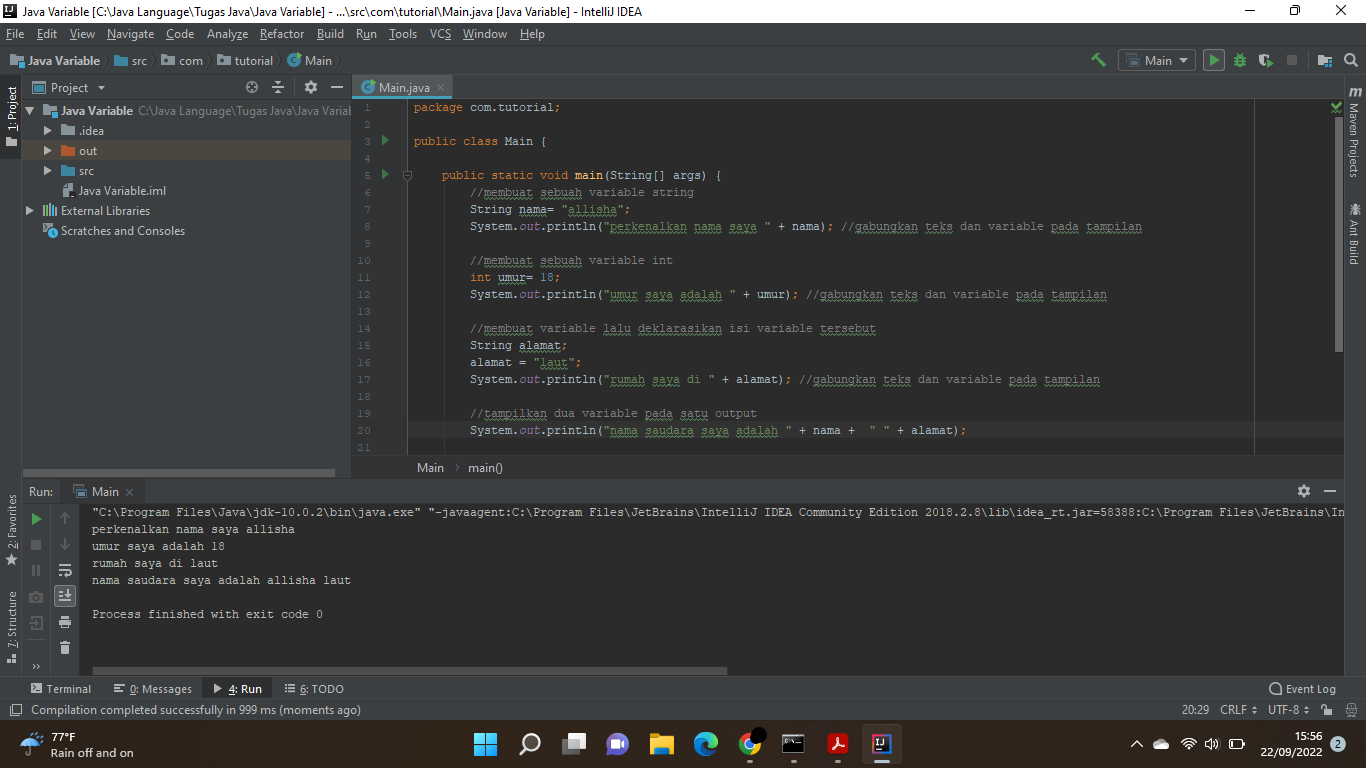 Java Variable [C:\Java Language\Tugas Java\Java Variable] - ...\src\com\tutorial\Main.java [Java Variable] - IntelliJ IDEA
File Edit View Navigate Code Analyze Refactor Build Run Tools VCS Window Help
Java Variable src com tutorial Main Main
Project Main.java
1: Project
Java Variable C:\Java Language\Tugas Java\Java Varial
.idea
out
src
Java Variable.iml
External Libraries
Scratches and Consoles
1 package com.tutorial;
2
3 public class Main {
4
5 public static void main(String[] args) {
6 //membuat sebuah variable string
7 String nama= "allisha";
8 System.out.println("perkenalkan nama saya " + nama); //gabungkan teks dan variable pada tampilan
9
10 //membuat sebuah variable int
11 int umur= 18;
12 System.out.println("umur saya adalah " + umur); //gabungkan teks dan variable pada tampilan
13
14 //membuat variable lalu deklarasikan isi variable tersebut
15 String alamat;
16 alamat = "laut";
17 System.out.println("rumah saya di " + alamat); //gabungkan teks dan variable pada tampilan
18
19 //tampilkan dua variable pada satu output
20 System.out.println("nama saudara saya adalah " + nama +  " " + alamat);
21
Main main()
m Maven Projects
Ant Build
Run: Main
"C:\Program Files\Java\jdk-10.0.2\bin\java.exe" "-javaagent:C:\Program Files\JetBrains\IntelliJ IDEA Community Edition 2018.2.8\lib\idea_rt.jar=58388:C:\Program Files\JetBrains\In
perkenalkan nama saya allisha
umur saya adalah 18
rumah saya di laut
nama saudara saya adalah allisha laut
Process finished with exit code 0
2: Favorites
7: Structure
Terminal 0: Messages 4: Run 6: TODO Event Log
Compilation completed successfully in 999 ms (moments ago) 20:29 CRLF UTF-8
77°F
Rain off and on
15:56
22/09/2022 2